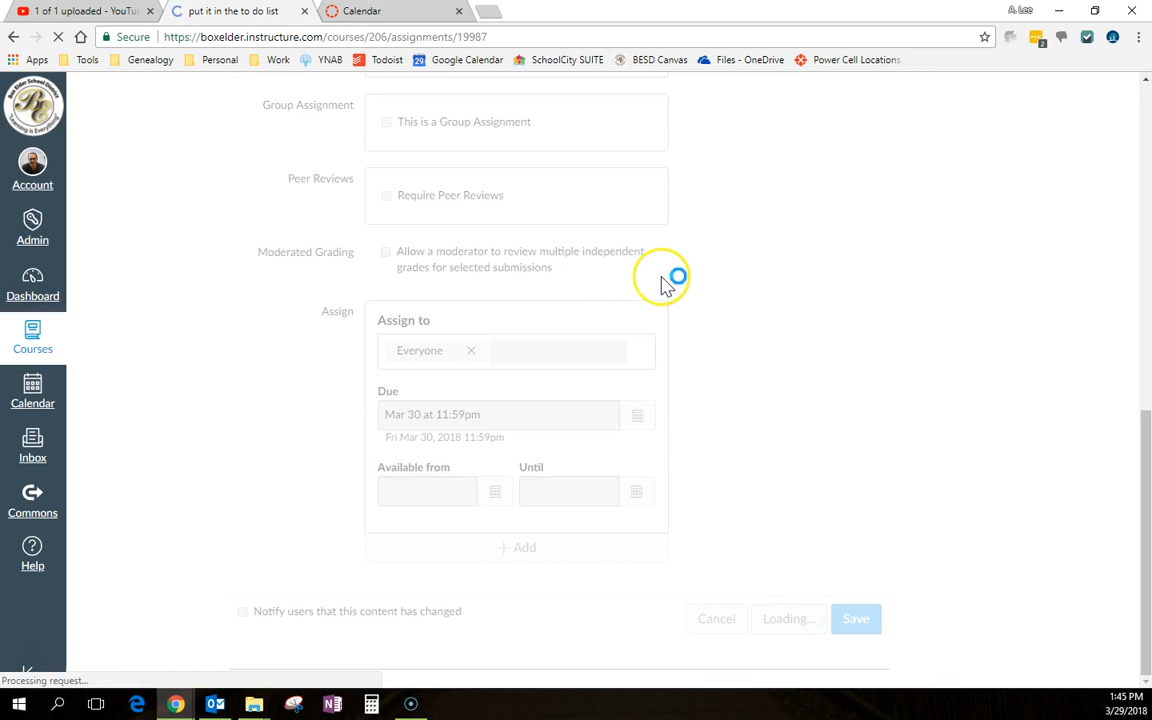 1 of 1 uploaded - YouTu
put it in the to do list
Calendar
A. Lee
Secure
https://boxelder.instructure.com/courses/206/assignments/19987
Apps
Tools
Genealogy
Personal
Work
YNAB
Todoist
Google Calendar
SchoolCity SUITE
BESD Canvas
Files - OneDrive
Power Cell Locations
Account
Admin
Dashboard
Courses
Calendar
Inbox
Commons
Help
Group Assignment
This is a Group Assignment
Peer Reviews
Require Peer Reviews
Moderated Grading
Allow a moderator to review multiple independent
grades for selected submissions
Assign
Assign to
Everyone
Due
Mar 30 at 11:59pm
Fri Mar 30, 2018 11:59pm
Available from
Until
+ Add
Notify users that this content has changed
Cancel
Loading...
Save
Processing request...
1:45 PM
3/29/2018